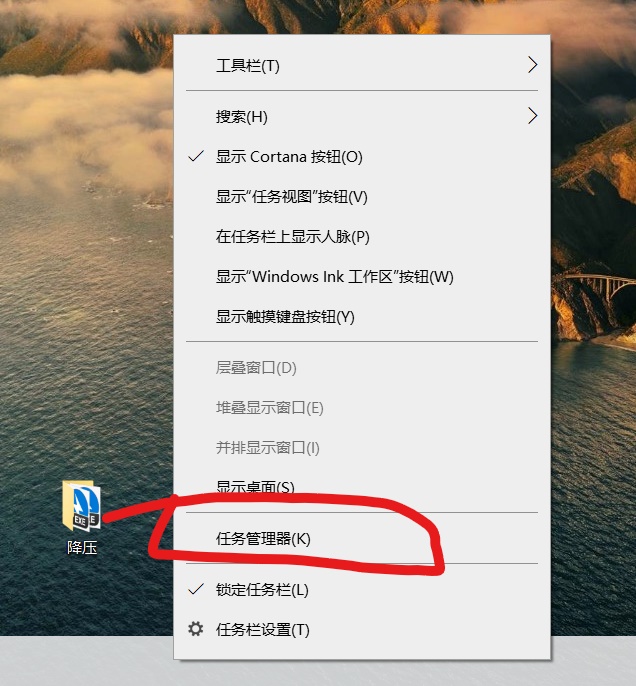 工具栏(T)
搜索(H)
显示 Cortana 按钮(O)
显示“任务视图”按钮(V)
在任务栏上显示人脉(P)
显示“Windows Ink 工作区”按钮(W)
显示触摸键盘按钮(Y)
层叠窗口(D)
堆叠显示窗口(E)
并排显示窗口(I)
显示桌面(S)
EXE E
降压
任务管理器(K)
锁定任务栏(L)
任务栏设置(T)